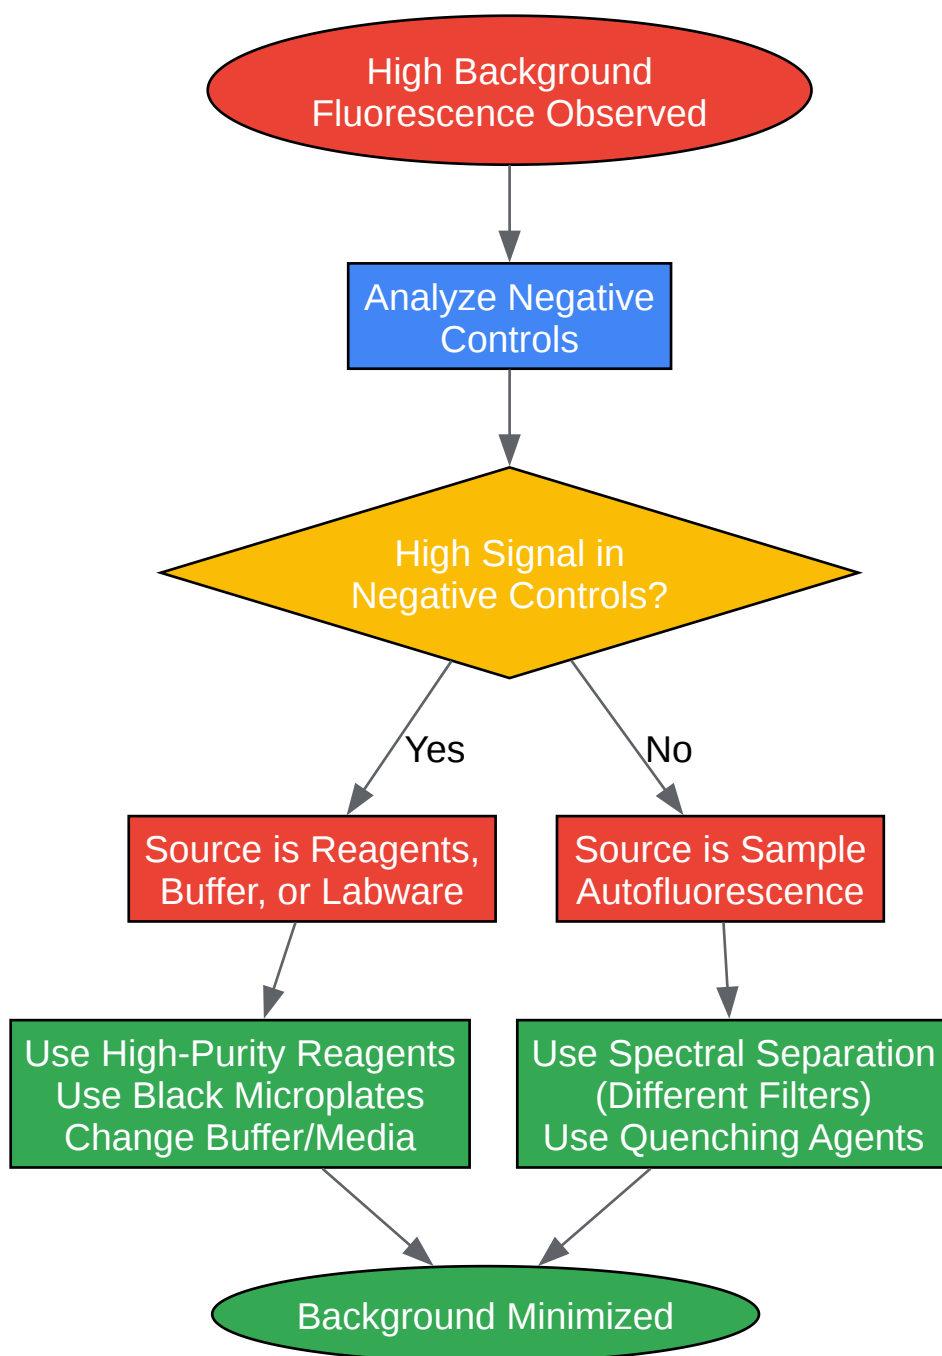 High Background
Fluorescence Observed
Analyze Negative
Controls
High Signal in
Negative Controls?
Yes
No
Source is Reagents,
Buffer, or Labware
Source is Sample
Autofluorescence
Use High-Purity Reagents
Use Black Microplates
Change Buffer/Media
Use Spectral Separation
(Different Filters)
Use Quenching Agents
Background Minimized